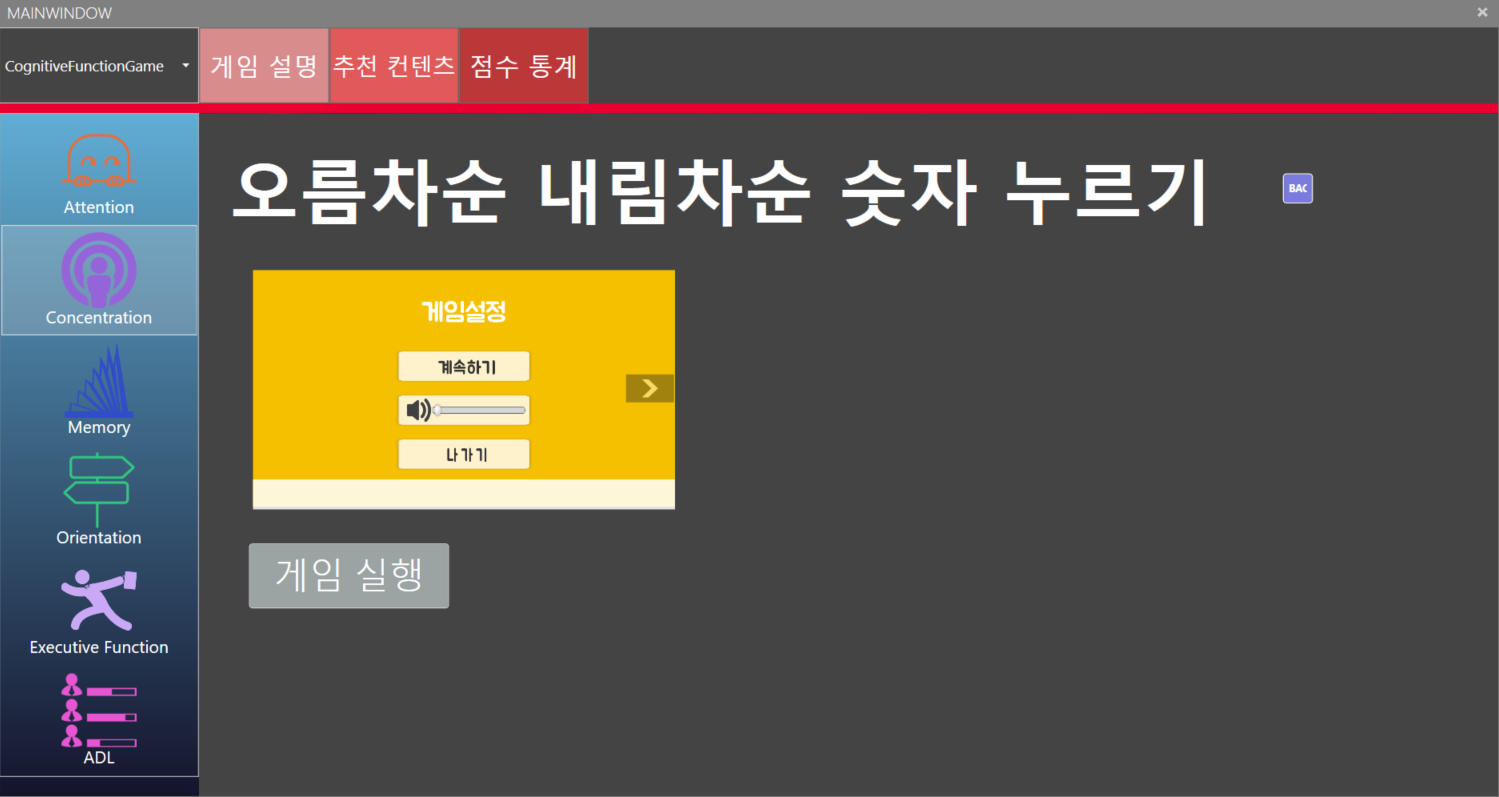 MAINWINDOW
CognitiveFunctionGame
게임 설명
추천 컨텐츠
점수 통계
Attention
Concentration
Memory
Orientation
Executive Function
ADL
오름차순 내림차순 숫자 누르기
BAC
게임설정
계속하기
나가기
게임 실행